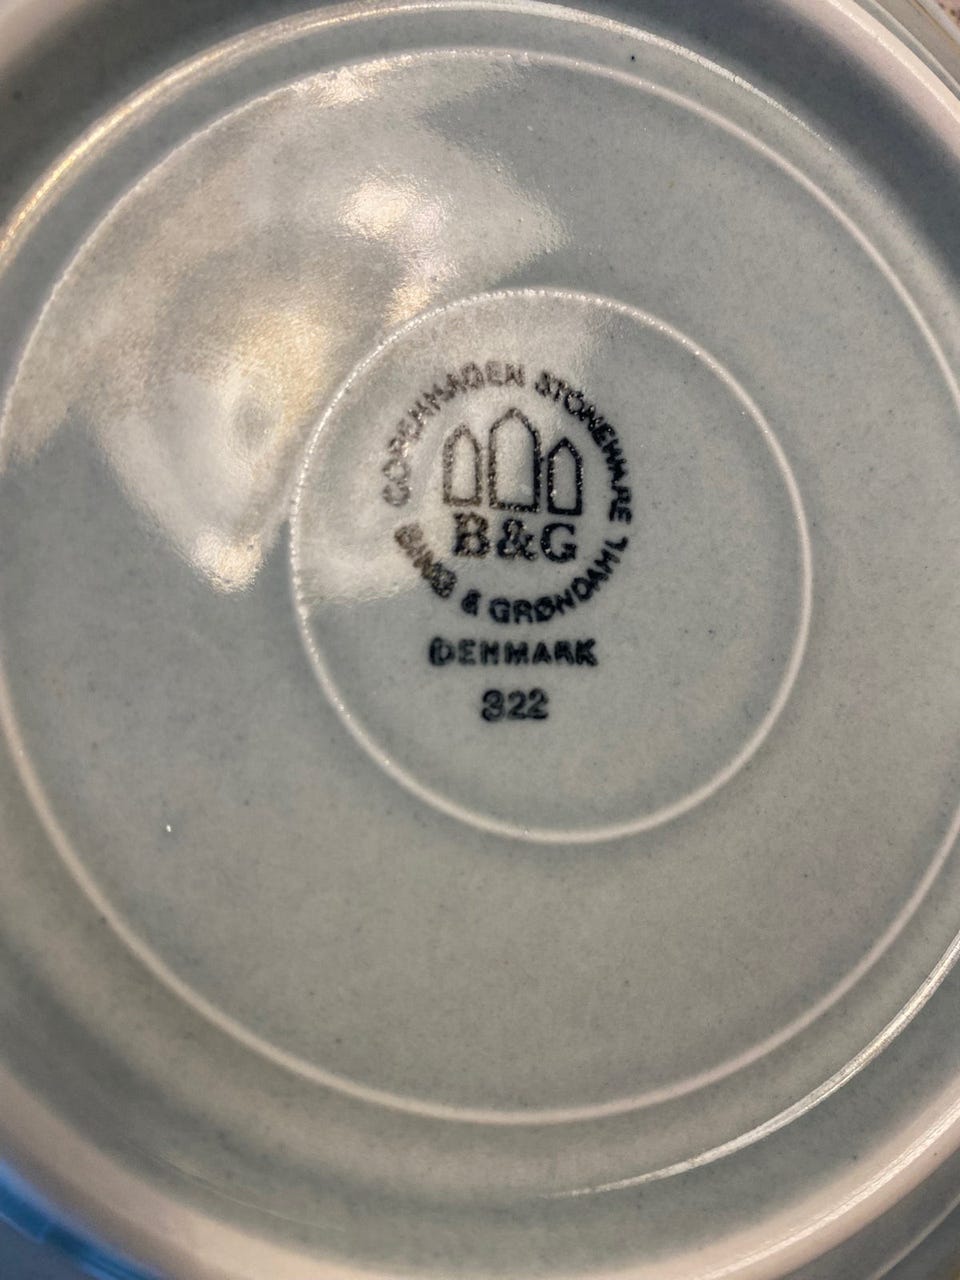 COPENHAGEN STONEWARE
B&G
BING & GRØNDAHL
DENMARK
322